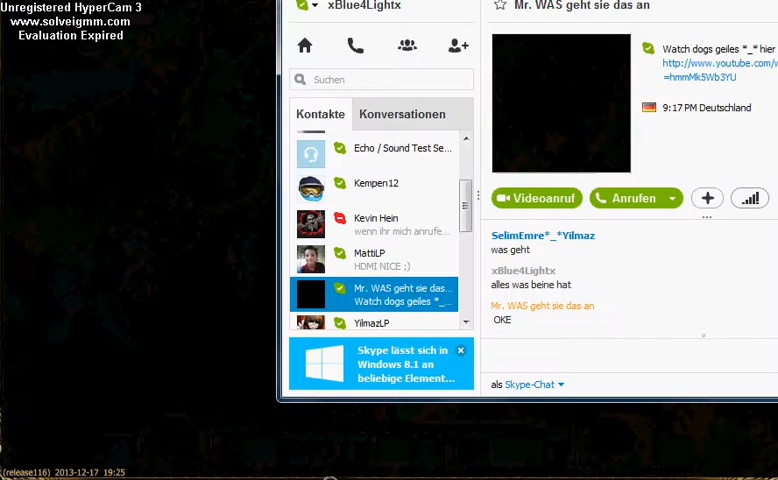 Unregistered HyperCam 3
www.solveigmm.com
Evaluation Expired
xBlue4Lightx
Mr. WAS geht sie das an
Suchen
Kontakte
Konversationen
Echo / Sound Test Se...
Kempen12
Kevin Hein
wenn ihr mich anrufe...
MattiLP
HDMI NICE ;)
Mr. WAS geht sie das...
Watch dogs geiles *_...
YilmazLP
Skype lässt sich in
Windows 8.1 an
beliebige Element...
Watch dogs geiles *_* hier
http://www.youtube.com/w
=hmmMk5Wb3YU
9:17 PM Deutschland
Videoanruf
Anrufen
SelimEmre*_*Yilmaz
was geht
xBlue4Lightx
alles was beine hat
Mr. WAS geht sie das an
OKE
als Skype-Chat
(release116) 2013-12-17 19:25